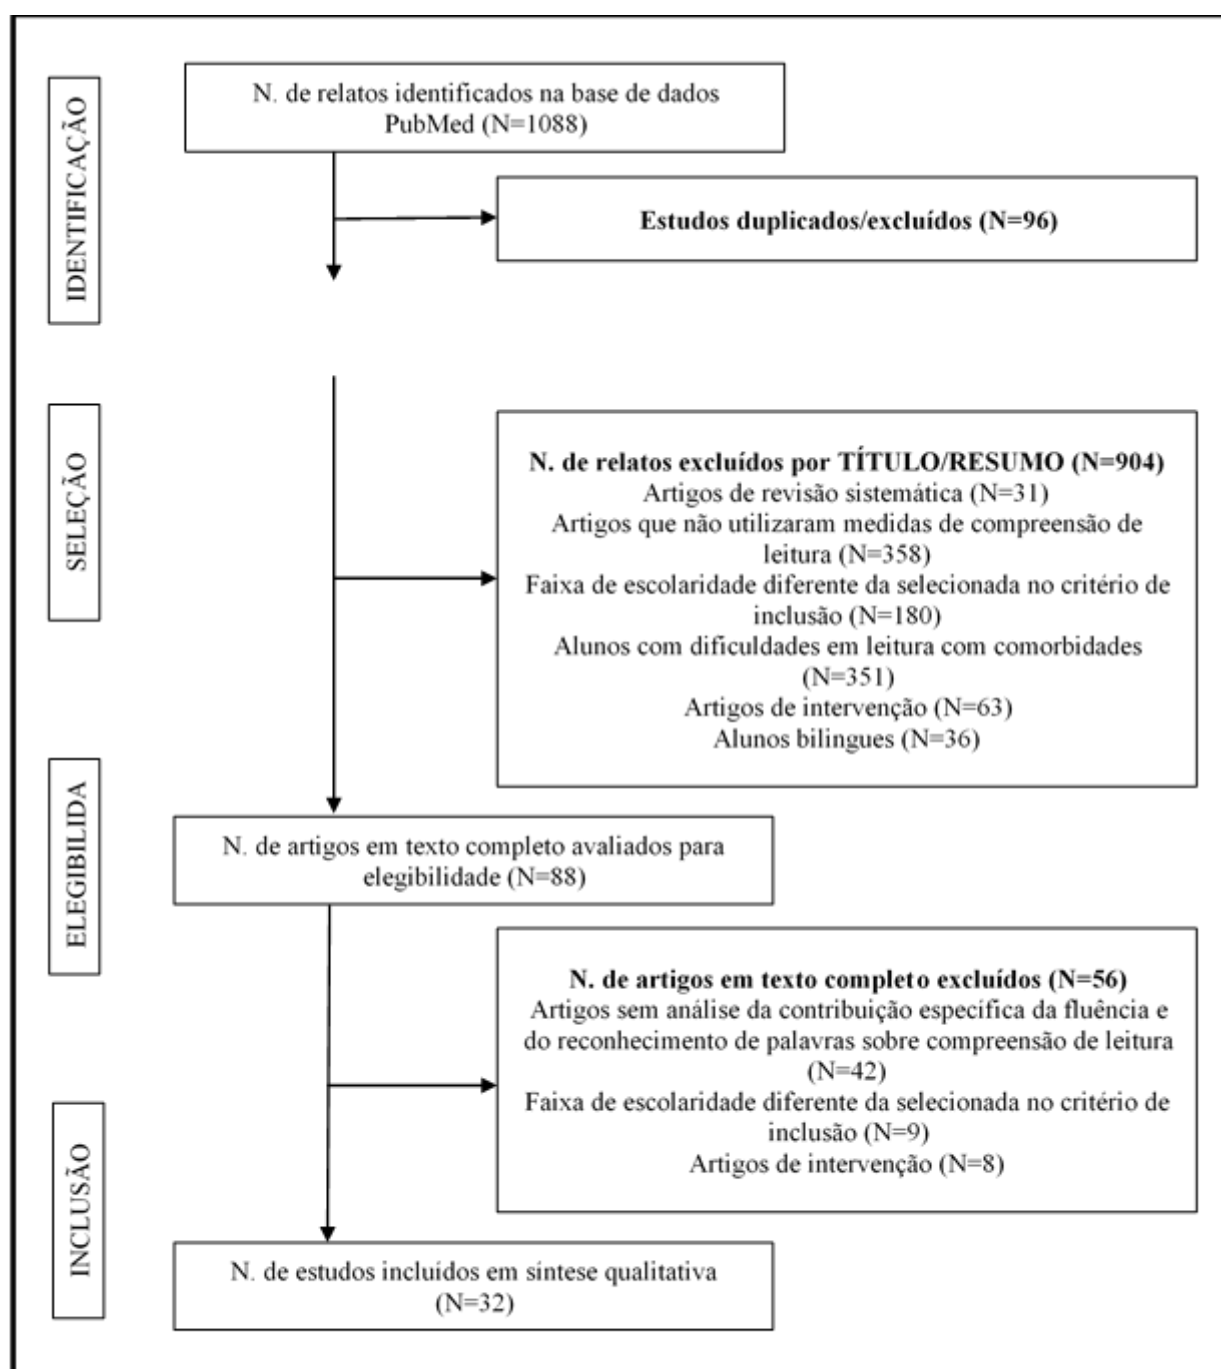 IDENTIFICAÇÃO
N. de relatos identificados na base de dados
PubMed (N=1088)
Estudos duplicados/excluídos (N=96)
SELEÇÃO
N. de relatos excluídos por TÍTULO/RESUMO (N=904)
Artigos de revisão sistemática (N=31)
Artigos que não utilizaram medidas de compreensão de
leitura (N=358)
Faixa de escolaridade diferente da selecionada no critério de
inclusão (N=180)
Alunos com dificuldades em leitura com comorbidades
(N=351)
Artigos de intervenção (N=63)
Alunos bilingues (N=36)
ELEGIBILIDA
N. de artigos em texto completo avaliados para
elegibilidade (N=88)
N. de artigos em texto completo excluídos (N=56)
Artigos sem análise da contribuição específica da fluência e
do reconhecimento de palavras sobre compreensão de leitura
(N=42)
Faixa de escolaridade diferente da selecionada no critério de
inclusão (N=9)
Artigos de intervenção (N=8)
INCLUSÃO
N. de estudos incluídos em síntese qualitativa
(N=32)